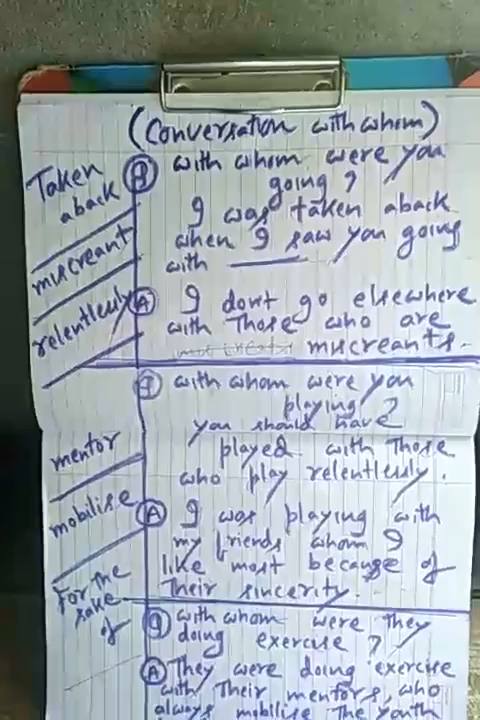 (Conversation with whom)
Taken aback
miscreant
relentlessly
Q with whom were you
going?
I was taken aback
when I saw you going
with ______
A I don't go elsewhere
with Those who are
miscreants.
mentor
mobilise
For the sake of
Q with whom were you
playing?
you should have
played with Those
who play relentlessly.
A I was playing with
my friends whom I
like most because of
Their sincerity.
Q with whom were they
doing exercise?
A They were doing exercise
with Their mentors, who
always mobilise The youth